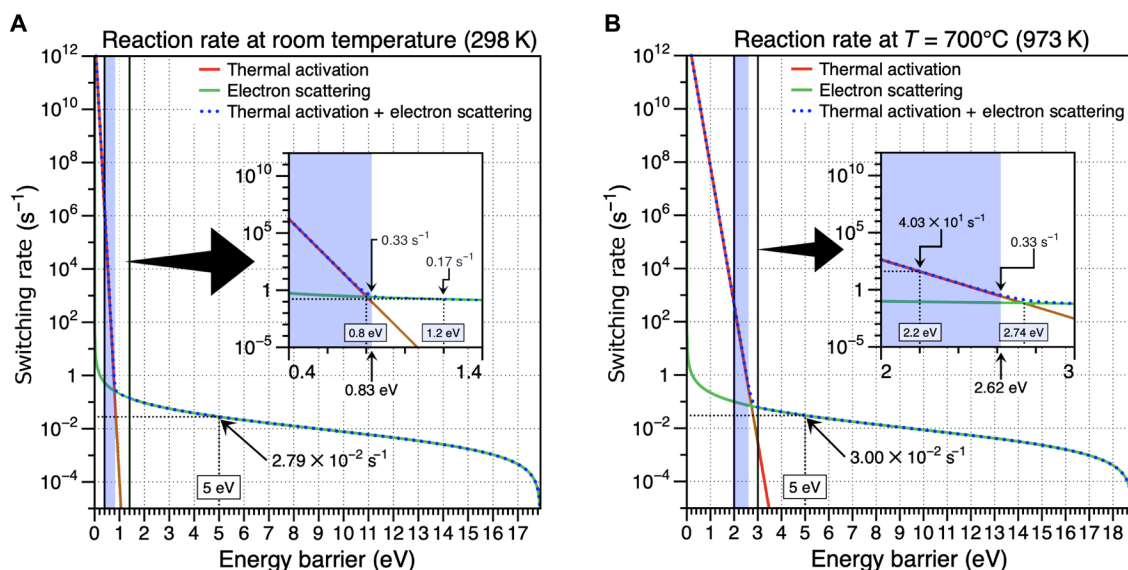 A
Reaction rate at room temperature (298 K)
Switching rate (s⁻¹)
10¹²
10¹⁰
10⁸
10⁶
10⁴
10²
1
10⁻²
10⁻⁴
Thermal activation
Electron scattering
Thermal activation + electron scattering
10¹⁰
10⁵
1
10⁻⁵
0.33 s⁻¹
0.17 s⁻¹
0.8 eV
1.2 eV
0.4
1.4
0.83 eV
2.79 × 10⁻² s⁻¹
5 eV
0 1 2 3 4 5 6 7 8 9 10 11 12 13 14 15 16 17
Energy barrier (eV)
B
Reaction rate at T = 700°C (973 K)
Switching rate (s⁻¹)
10¹²
10¹⁰
10⁸
10⁶
10⁴
10²
1
10⁻²
10⁻⁴
Thermal activation
Electron scattering
Thermal activation + electron scattering
10¹⁰
10⁵
1
10⁻⁵
4.03 × 10¹ s⁻¹
0.33 s⁻¹
2.2 eV
2.74 eV
2
3
2.62 eV
3.00 × 10⁻² s⁻¹
5 eV
0 1 2 3 4 5 6 7 8 9 10 11 12 13 14 15 16 17 18
Energy barrier (eV)